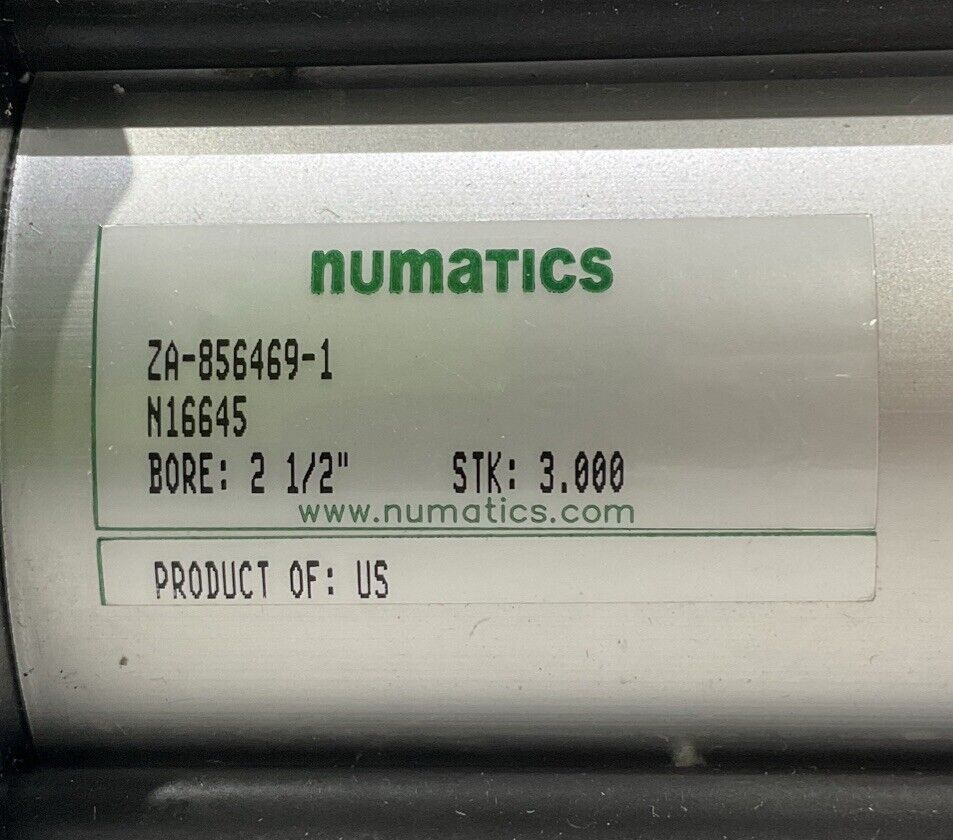 numatics
ZA-856469-1
N16645
BORE: 2 1/2" STK: 3.000
www.numatics.com
PRODUCT OF: US